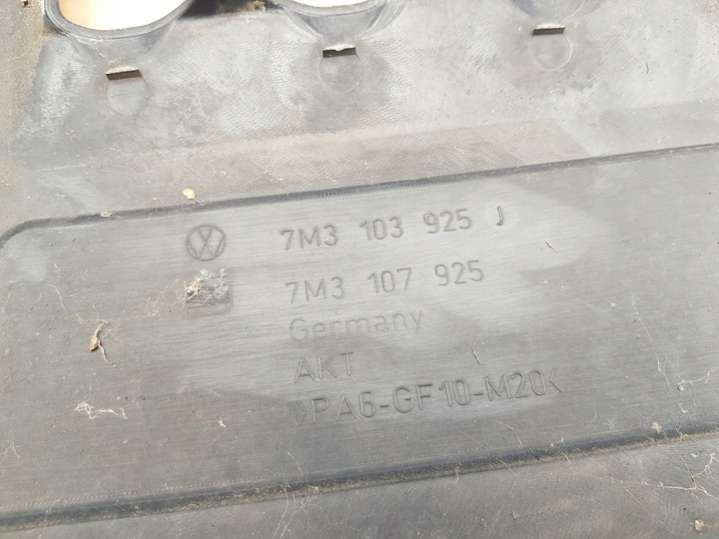 7M3 103 925 J
7M3 107 925
Germany
AKT
>PA6-GF10-M20<